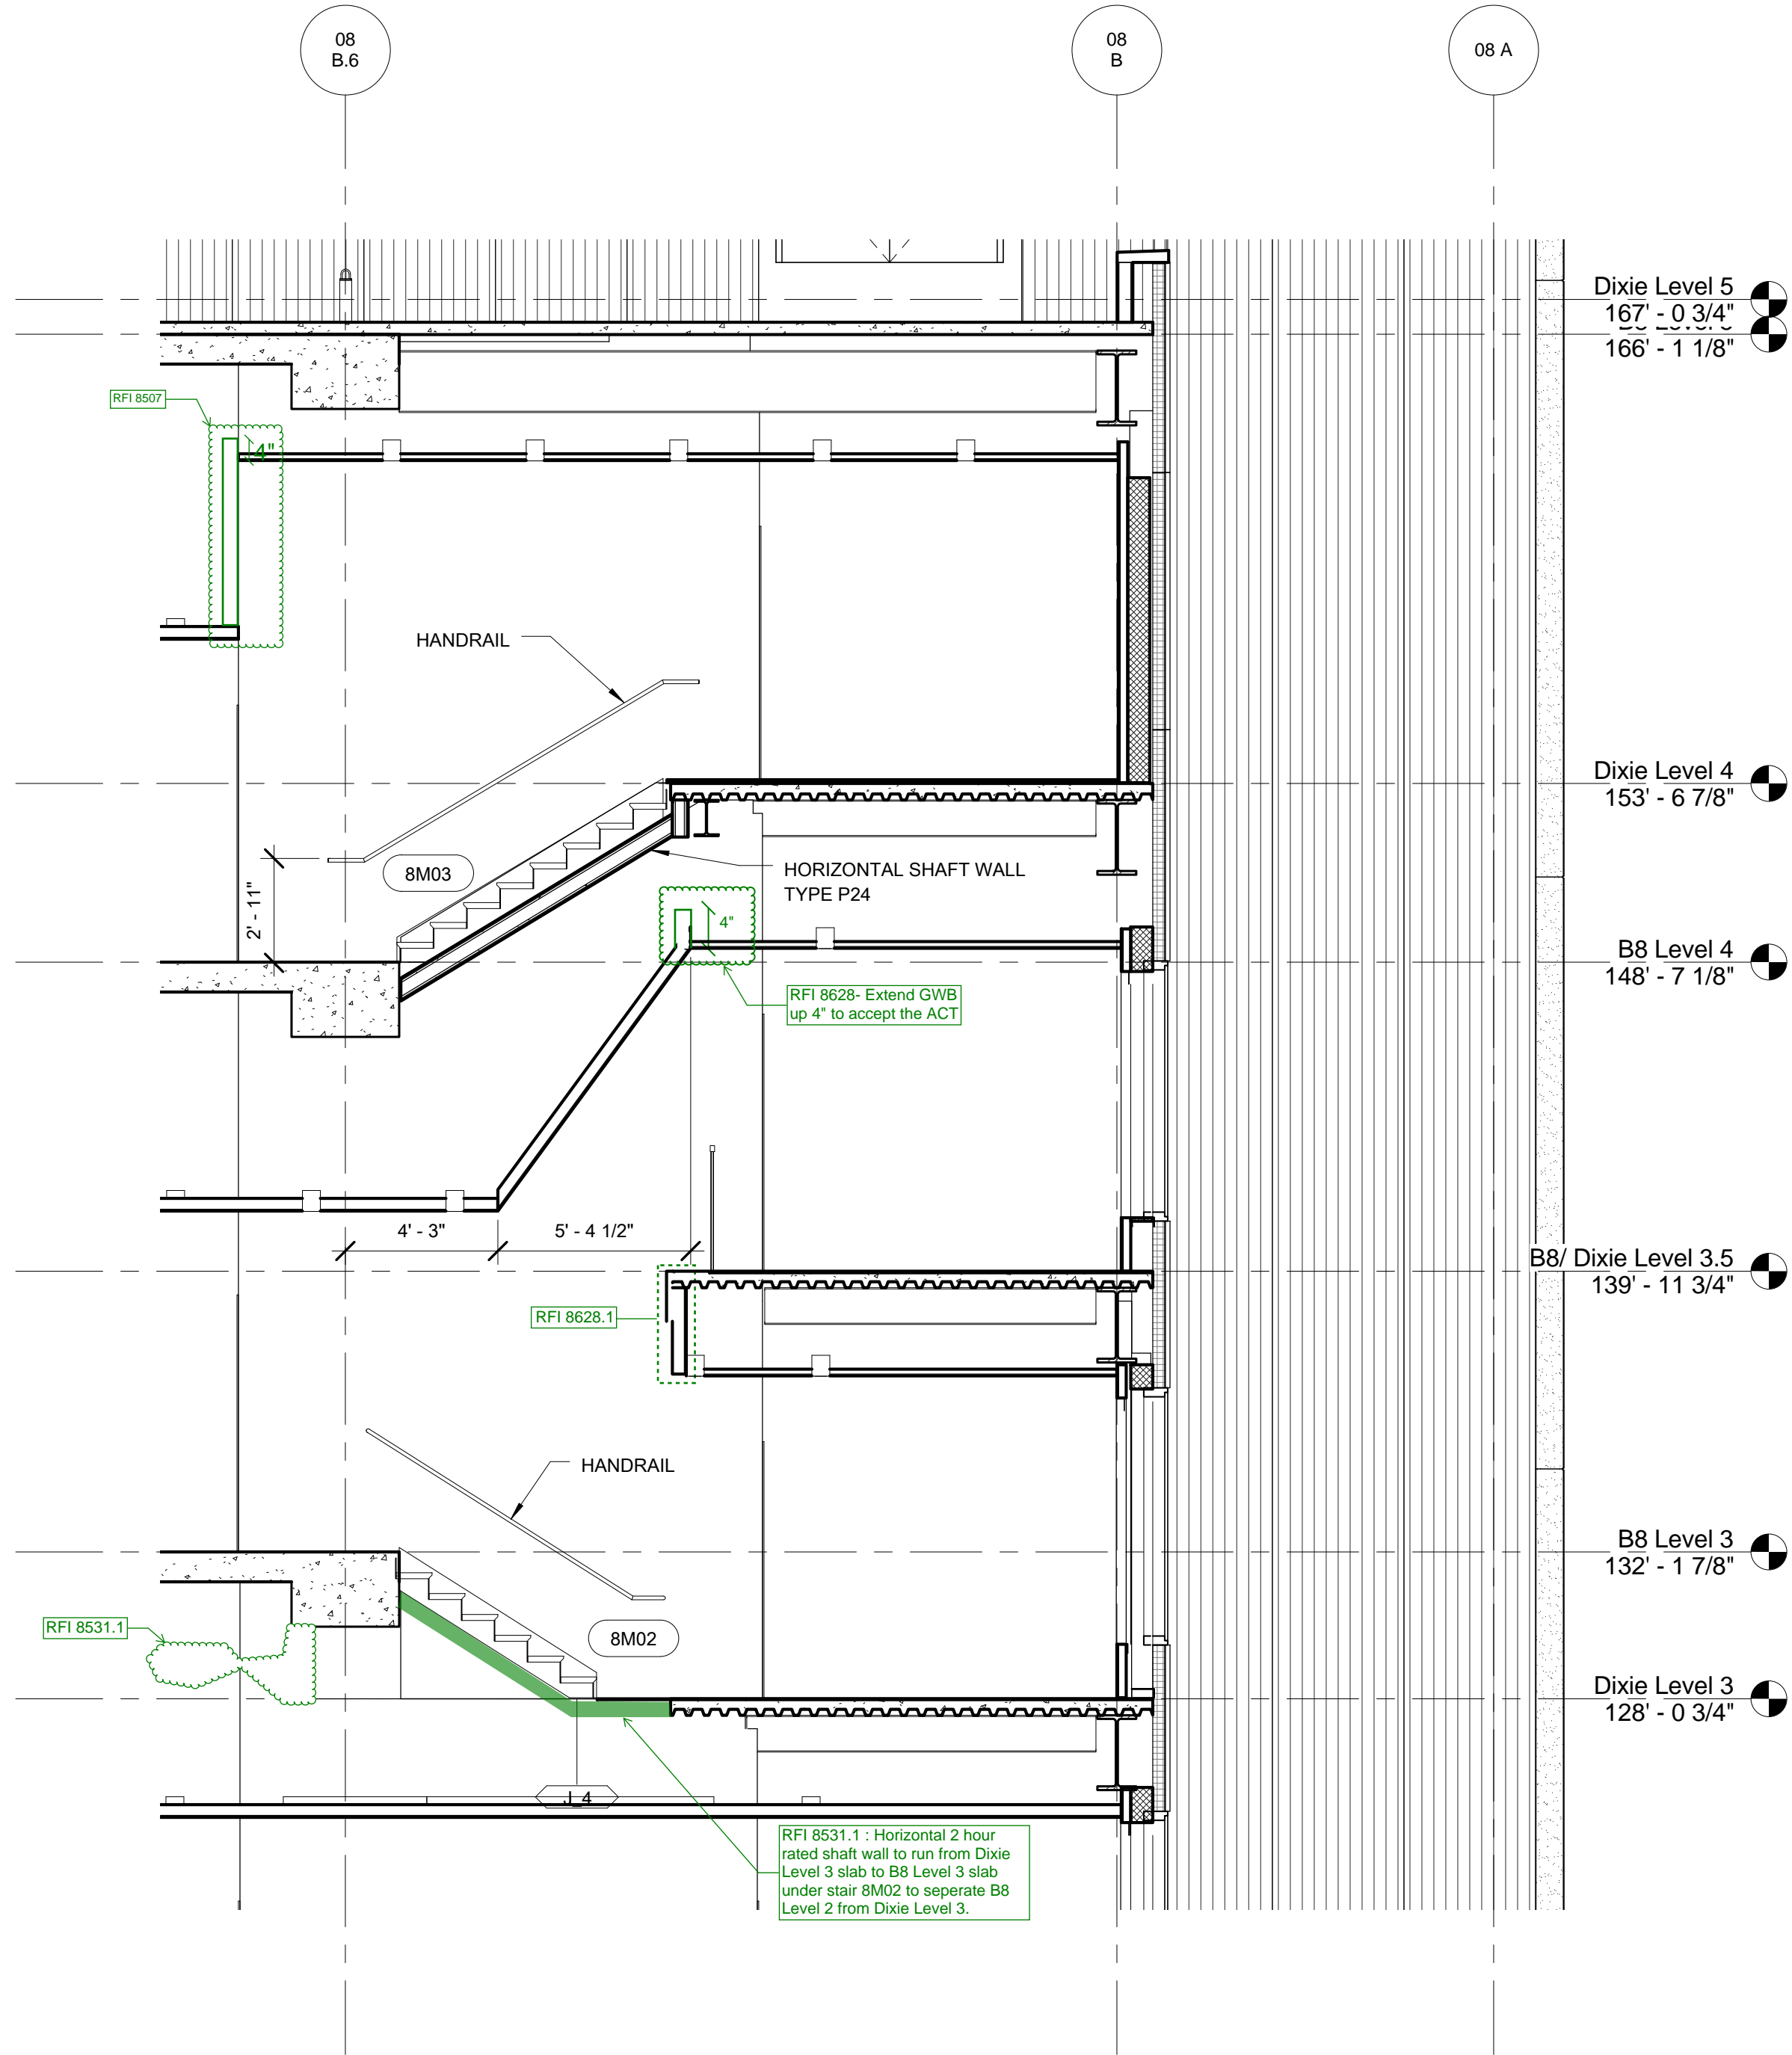 08
B.6
08
B
08 A
Dixie Level 5
167' - 0 3/4"
166' - 1 1/8"
RFI 8507
4"
HANDRAIL
Dixie Level 4
153' - 6 7/8"
8M03
HORIZONTAL SHAFT WALL
TYPE P24
2' - 11"
4"
B8 Level 4
148' - 7 1/8"
RFI 8628- Extend GWB
up 4" to accept the ACT
4' - 3"
5' - 4 1/2"
B8/ Dixie Level 3.5
139' - 11 3/4"
RFI 8628.1
HANDRAIL
B8 Level 3
132' - 1 7/8"
RFI 8531.1
8M02
Dixie Level 3
128' - 0 3/4"
J_4
RFI 8531.1 : Horizontal 2 hour
rated shaft wall to run from Dixie
Level 3 slab to B8 Level 3 slab
under stair 8M02 to seperate B8
Level 2 from Dixie Level 3.